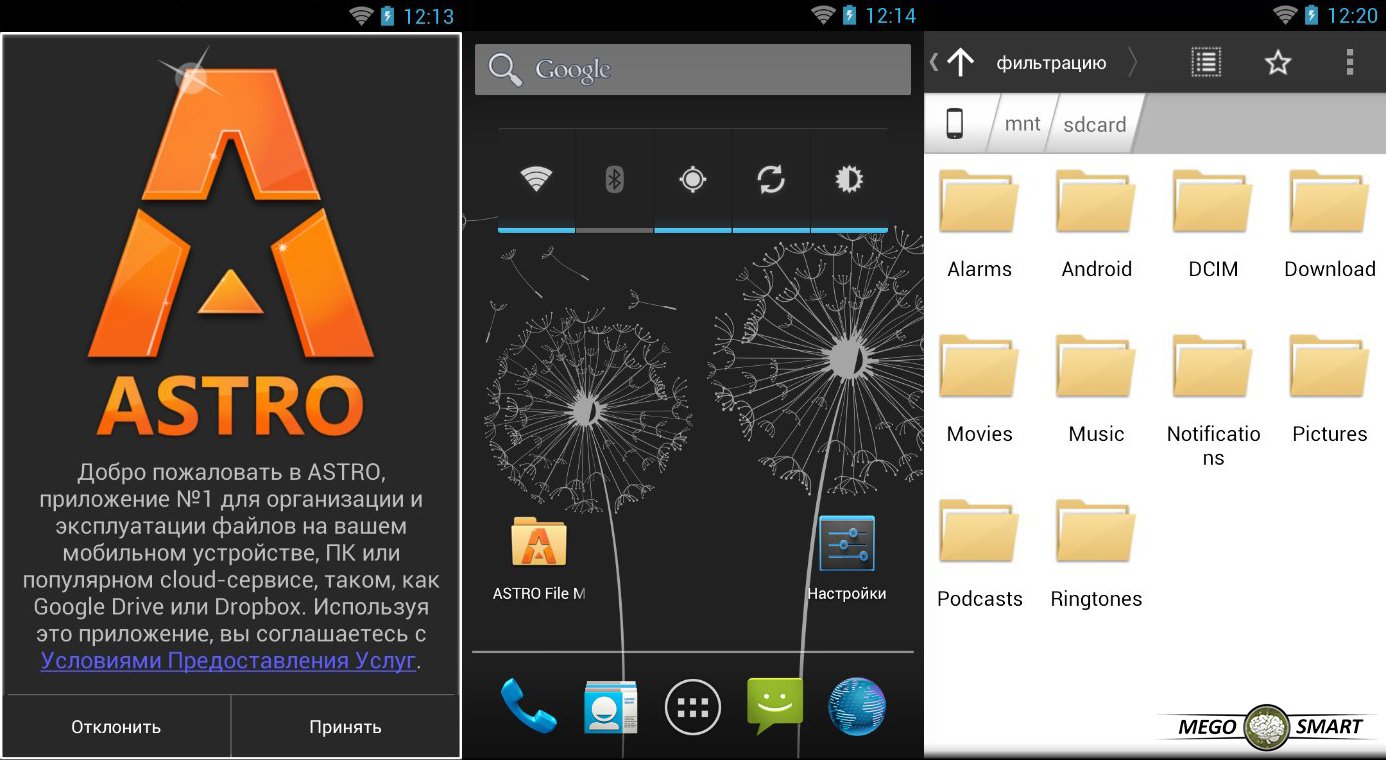 12:13
ASTRO
Добро пожаловать в ASTRO,
приложение №1 для организации и
эксплуатации файлов на вашем
мобильном устройстве, ПК или
популярном cloud-сервисе, таком, как
Google Drive или Dropbox. Используя
это приложение, вы соглашаетесь с
Условиями Предоставления Услуг.
Отклонить
Принять
12:14
Google
ASTRO File M
Настройки
12:20
фильтрацию
mnt
sdcard
Alarms
Android
DCIM
Download
Movies
Music
Notificatio
ns
Pictures
Podcasts
Ringtones
MEGO SMART